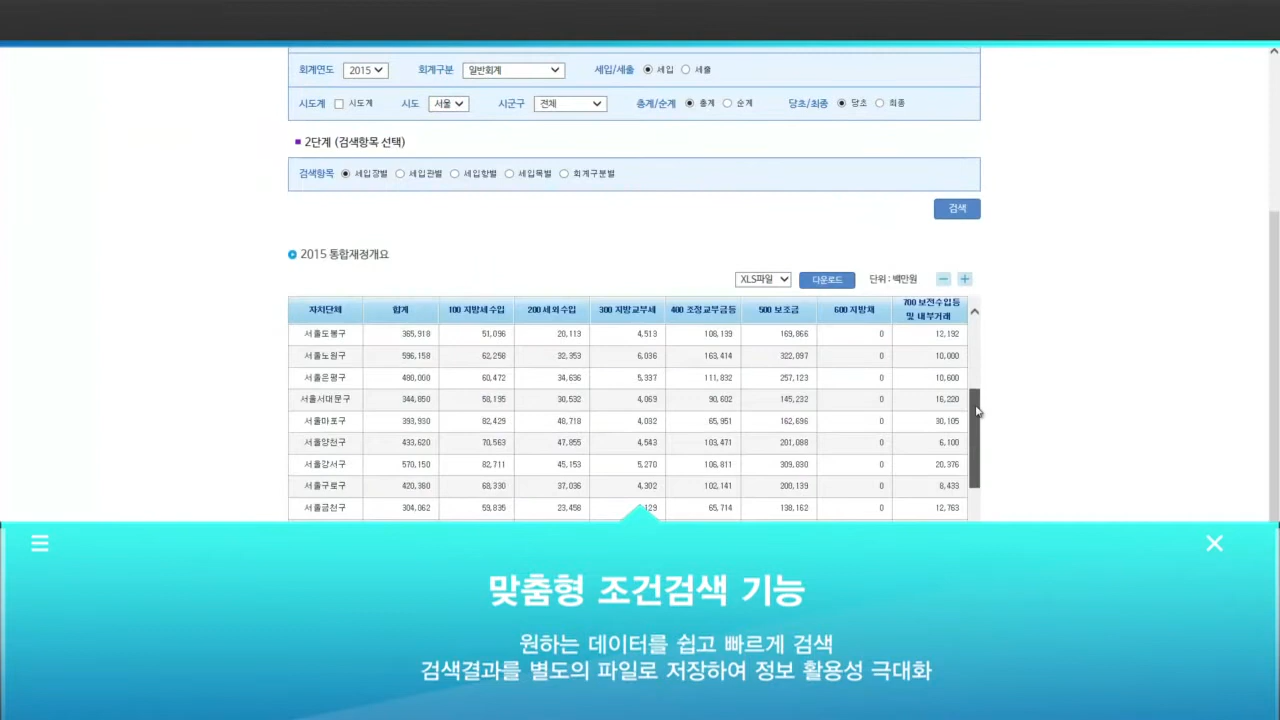 회계연도 2015 회계구분 일반회계 세입/세출 세입 세출
시도계 시도계 시도 서울 시군구 전체 총계/순계 총계 순계 당초/최종 당초 최종
2단계 (검색항목 선택)
검색항목 세입장별 세입관별 세입항별 세입목별 회계구분별
검색
2015 통합재정개요
XLS파일 다운로드 단위 : 백만원
자치단체 합계 100 지방세수입 200 세외수입 300 지방교부세 400 조정교부금등 500 보조금 600 지방채 700 보전수입등 및 내부거래
서울도봉구 365,918 51,096 20,113 4,513 108,139 169,866 0 12,192
서울노원구 596,158 62,258 32,353 6,036 163,414 322,097 0 10,000
서울은평구 480,000 60,472 34,636 5,337 111,832 257,123 0 10,600
서울서대문구 344,850 58,195 30,532 4,069 90,602 145,232 0 16,220
서울마포구 393,930 82,429 48,718 4,032 65,951 162,696 0 30,105
서울양천구 433,620 70,563 47,855 4,543 103,471 201,088 0 6,100
서울강서구 570,150 82,711 45,153 5,270 106,811 309,830 0 20,376
서울구로구 420,380 68,330 37,036 4,302 102,141 200,139 0 8,433
서울금천구 304,062 59,835 23,458 65,714 138,162 0 12,763
맞춤형 조건검색 기능
원하는 데이터를 쉽고 빠르게 검색
검색결과를 별도의 파일로 저장하여 정보 활용성 극대화